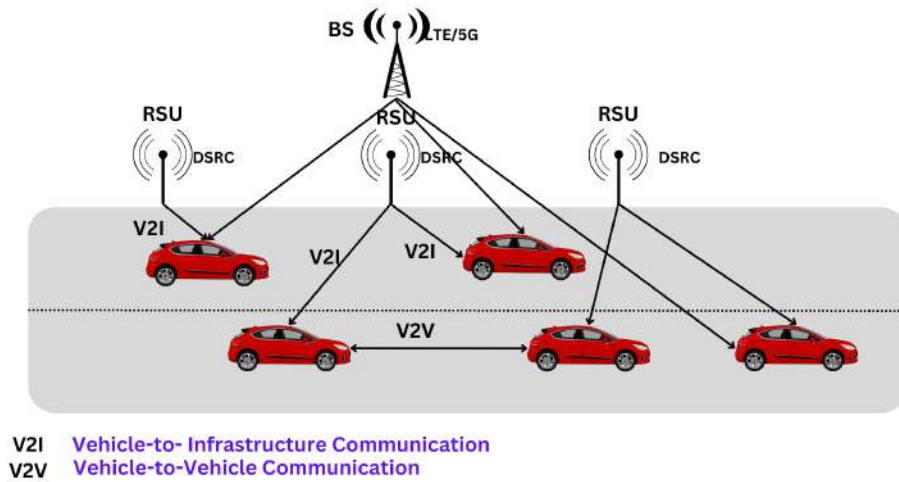 BS
LTE/5G
RSU
RSU
RSU
DSRC
DSRC
DSRC
V2I
V2I
V2I
V2V
V2I Vehicle-to- Infrastructure Communication
V2V Vehicle-to-Vehicle Communication